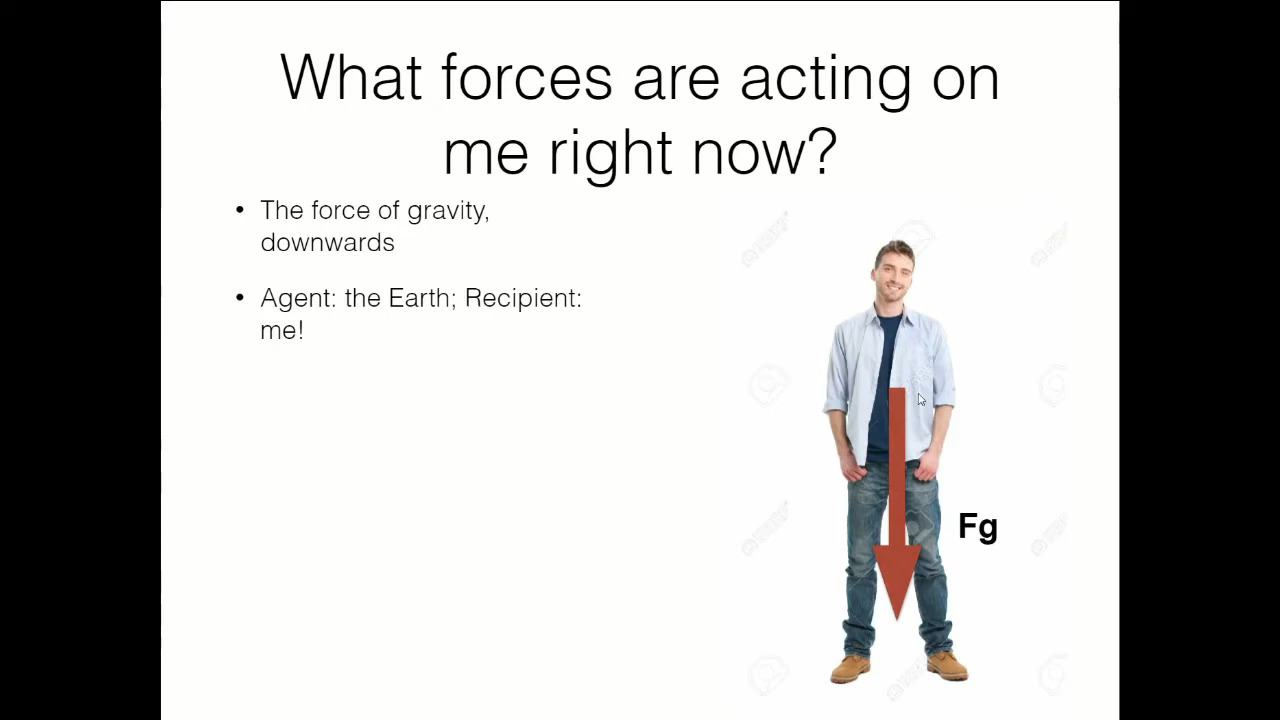 What forces are acting on
me right now?
• The force of gravity,
downwards
• Agent: the Earth; Recipient:
me!
Fg